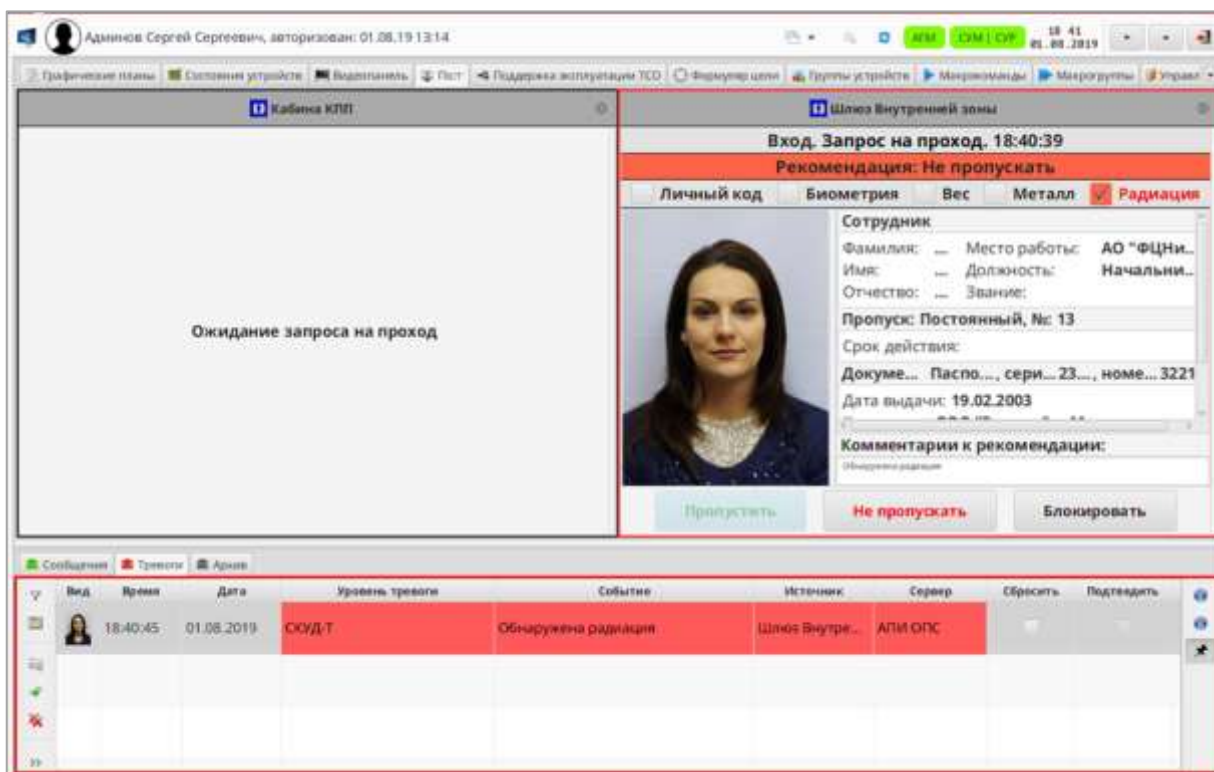 Админов Сергей Сергеевич, авторизован: 01.08.19 13:14
АПИ СУМ | СУР 18 41
01.08.2019
Графические планы Состояния устройств Видеопанель Пост Поддержка эксплуатации ТСО Формуляр цели Группы устройств Макрокоманды Макрогруппы Управл
Кабина КПП
Ожидание запроса на проход
Шлюз Внутренней зоны
Вход. Запрос на проход. 18:40:39
Рекомендация: Не пропускать
Личный код Биометрия Вес Металл Радиация
Сотрудник
Фамилия: ... Место работы: АО "ФЦНи...
Имя: ... Должность: Начальни...
Отчество: ... Звание:
Пропуск: Постоянный, №: 13
Срок действия:
Докуме... Паспо..., сери... 23..., номе... 3221
Дата выдачи: 19.02.2003
Комментарии к рекомендации:
Обнаружена радиация
Пропустить Не пропускать Блокировать
Сообщения Тревоги Архив
Вид Время Дата Уровень тревоги Событие Источник Сервер Сбросить Подтвердить
18:40:45 01.08.2019 СКУД-Т Обнаружена радиация Шлюз Внутре... АПИ ОПС